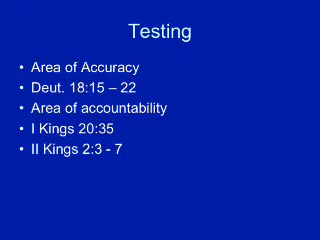 Testing
• Area of Accuracy
• Deut. 18:15 – 22
• Area of accountability
• I Kings 20:35
• II Kings 2:3 - 7